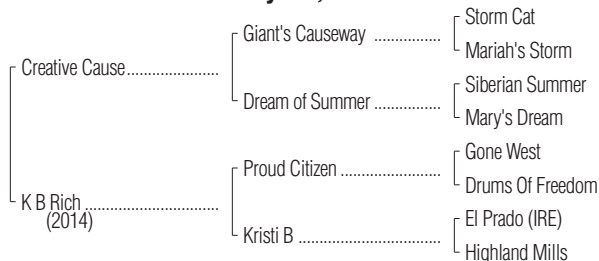 Storm Cat
Giant's Causeway ................
Mariah's Storm
Creative Cause.......................
Siberian Summer
Dream of Summer ................
Mary's Dream
Gone West
Proud Citizen ........................
Drums Of Freedom
K B Rich .................................
(2014)
El Prado (IRE)
Kristi B ..................................
Highland Mills